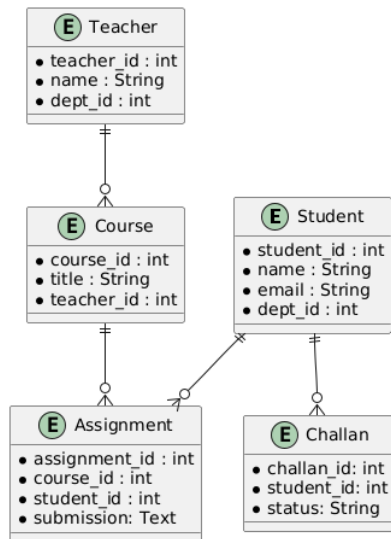 E Teacher
teacher_id : int
name : String
dept_id : int
E Course
course_id : int
title : String
teacher_id : int
E Student
student_id : int
name : String
email : String
dept_id : int
E Assignment
assignment_id : int
course_id : int
student_id : int
submission: Text
E Challan
challan_id: int
student_id: int
status: String